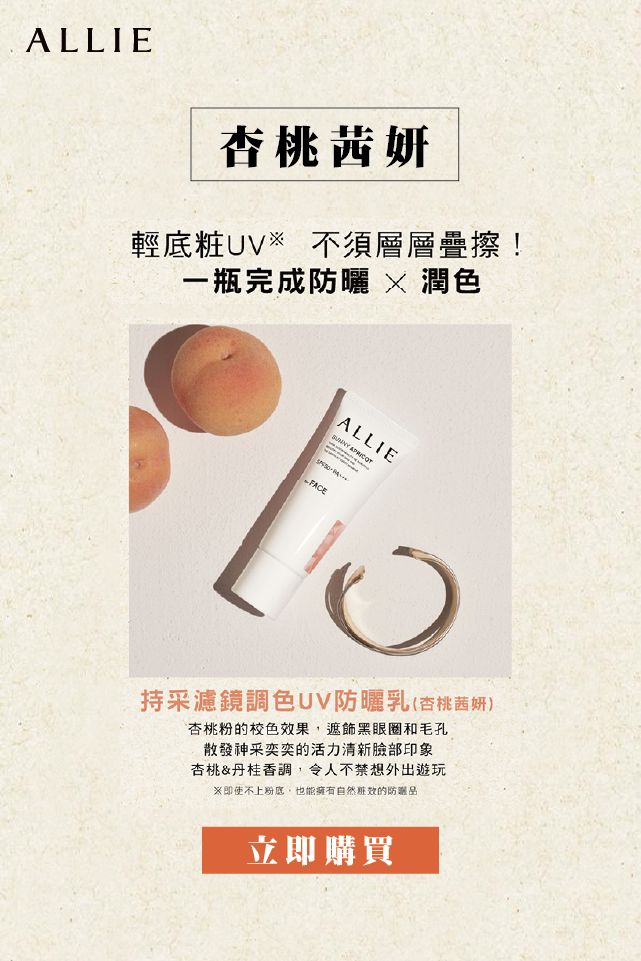 ALLIE
杏桃茜妍
輕底粧UV※ 不須層層疊擦！
一瓶完成防曬 × 潤色
ALLIE
SUNNY APRICOT
SPF50+ PA++++
for FACE
持采濾鏡調色UV防曬乳(杏桃茜妍)
杏桃粉的校色效果，遮飾黑眼圈和毛孔
散發神采奕奕的活力清新臉部印象
杏桃&丹桂香調，令人不禁想外出遊玩
※即使不上粉底，也能擁有自然粧效的防曬品
立即購買